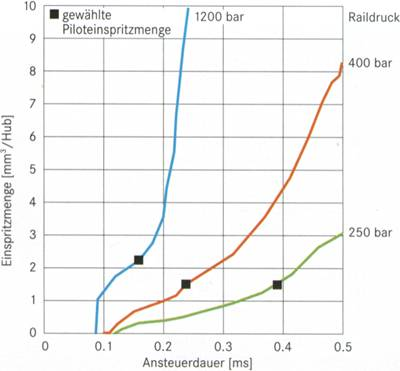 gewählte
Piloteinspritzmenge
1200 bar
Raildruck
400 bar
250 bar
Einspritzmenge [mm³/Hub]
10
9
8
7
6
5
4
3
2
1
0
0 0.1 0.2 0.3 0.4 0.5
Ansteuerdauer [ms]